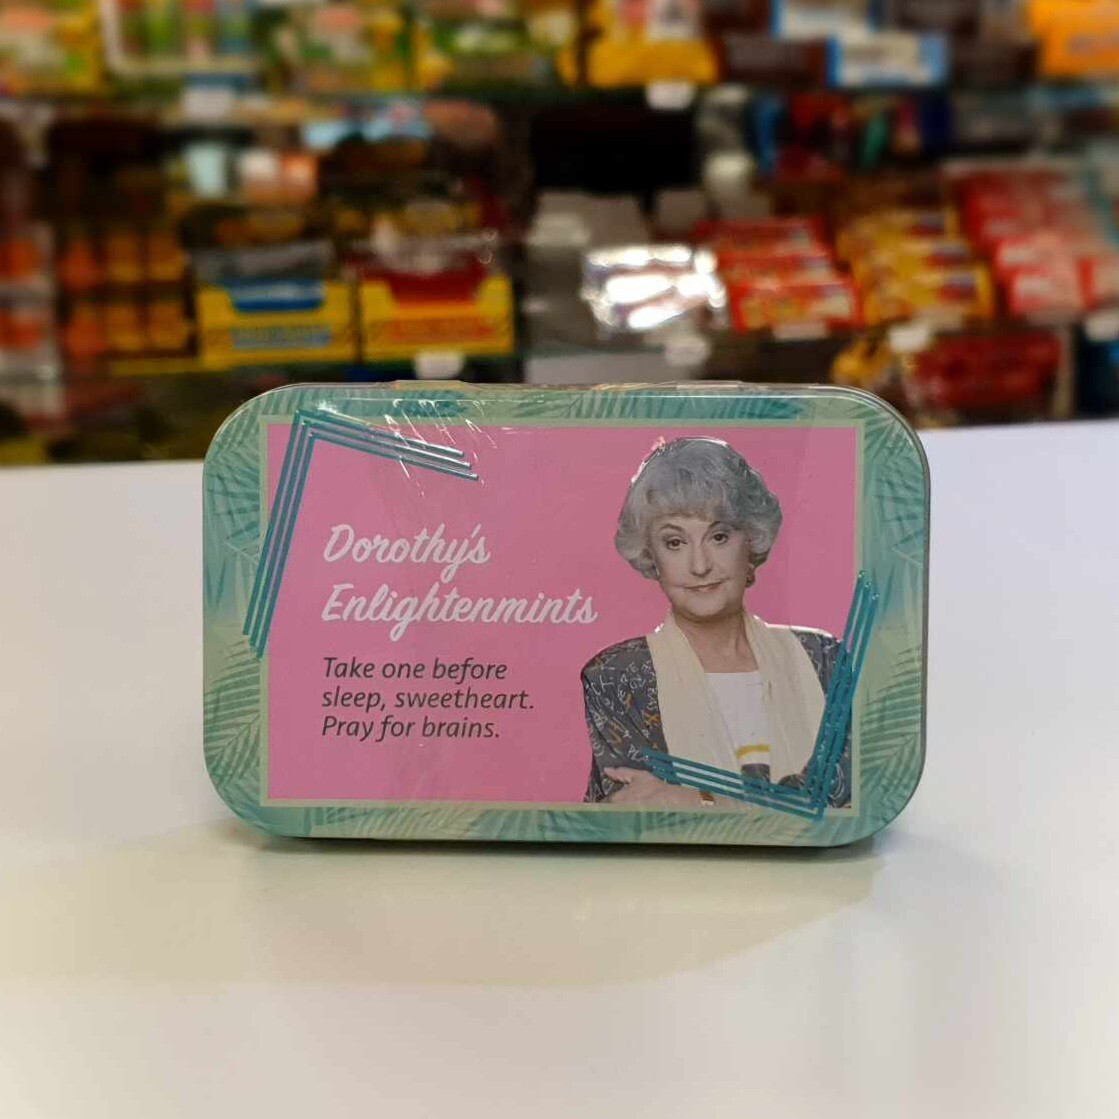 Dorothy's
Enlightenmints
Take one before
sleep, sweetheart.
Pray for brains.